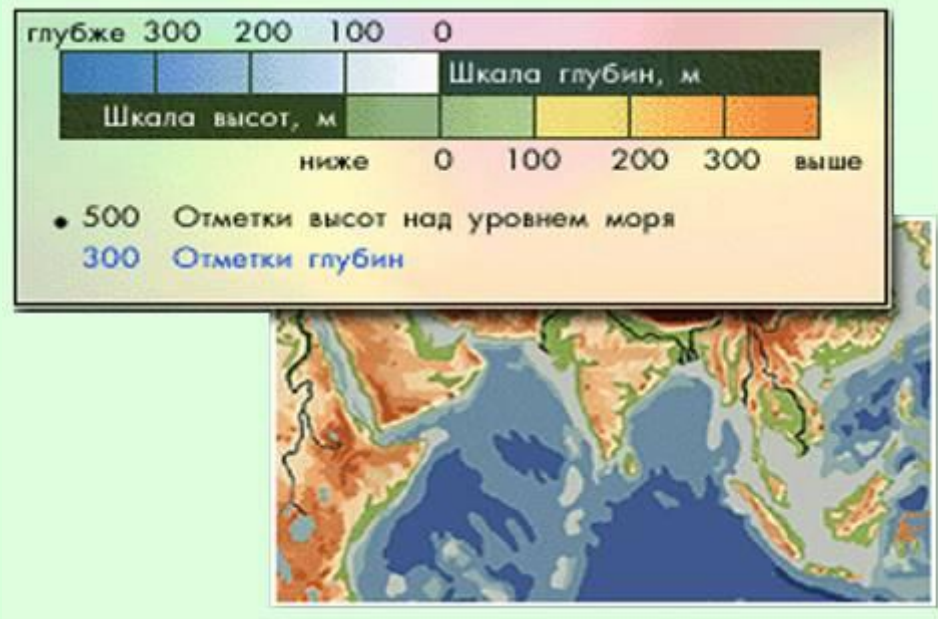 глубже 300 200 100 0
Шкала глубин, м
Шкала высот, м
ниже 0 100 200 300 выше
500 Отметки высот над уровнем моря
300 Отметки глубин